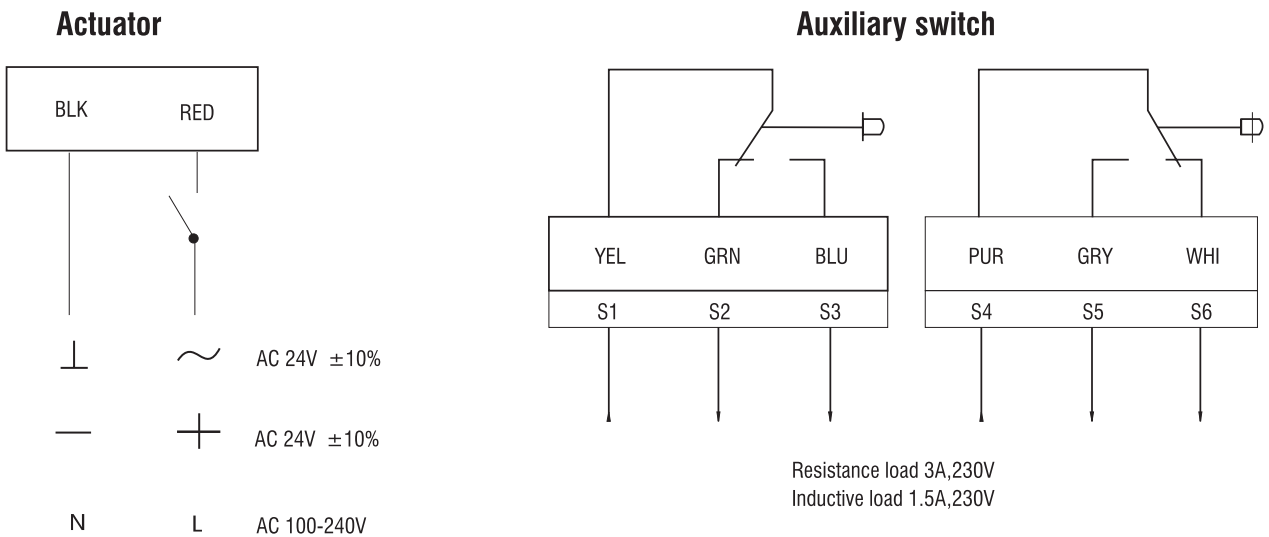 Actuator
BLK RED
⊥ ~ AC 24V ±10%
— + AC 24V ±10%
N L AC 100-240V
Auxiliary switch
YEL GRN BLU
S1 S2 S3
PUR GRY WHI
S4 S5 S6
Resistance load 3A,230V
Inductive load 1.5A,230V